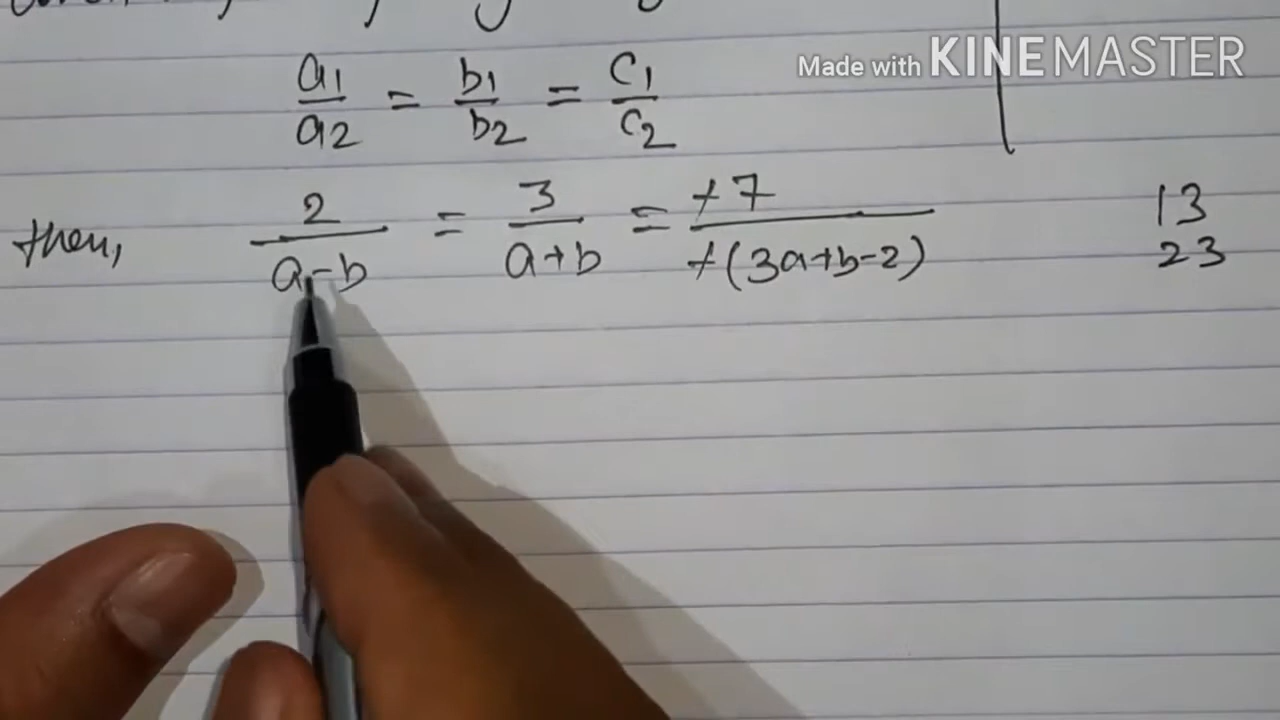 Made with KINEMASTER
a1/a2 = b1/b2 = c1/c2
then, 2/(a-b) = 3/(a+b) = +7/+(3a+b-2) 13
23